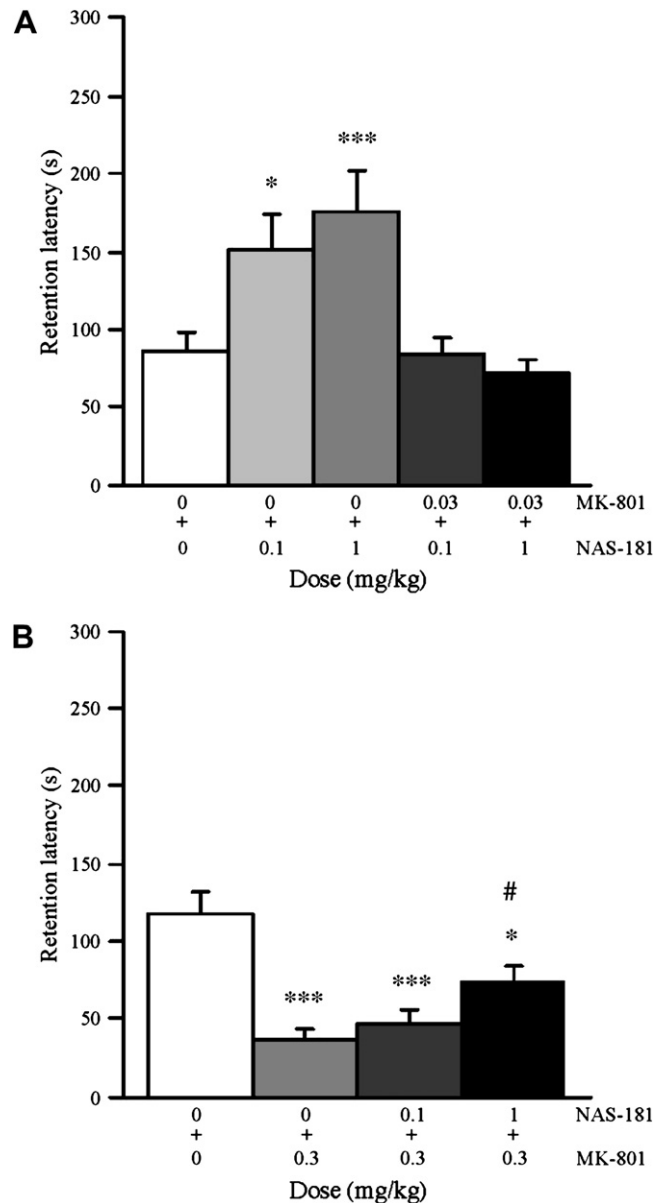 A
300
250
200
150
100
50
0
Retention latency (s)
* ***
0 0 0 0.03 0.03 MK-801
+ + + + +
0 0.1 1 0.1 1 NAS-181
Dose (mg/kg)
B
300
250
200
150
100
50
0
Retention latency (s)
#
*** *** *
0 0 0.1 1 NAS-181
+ + + +
0 0.3 0.3 0.3 MK-801
Dose (mg/kg)